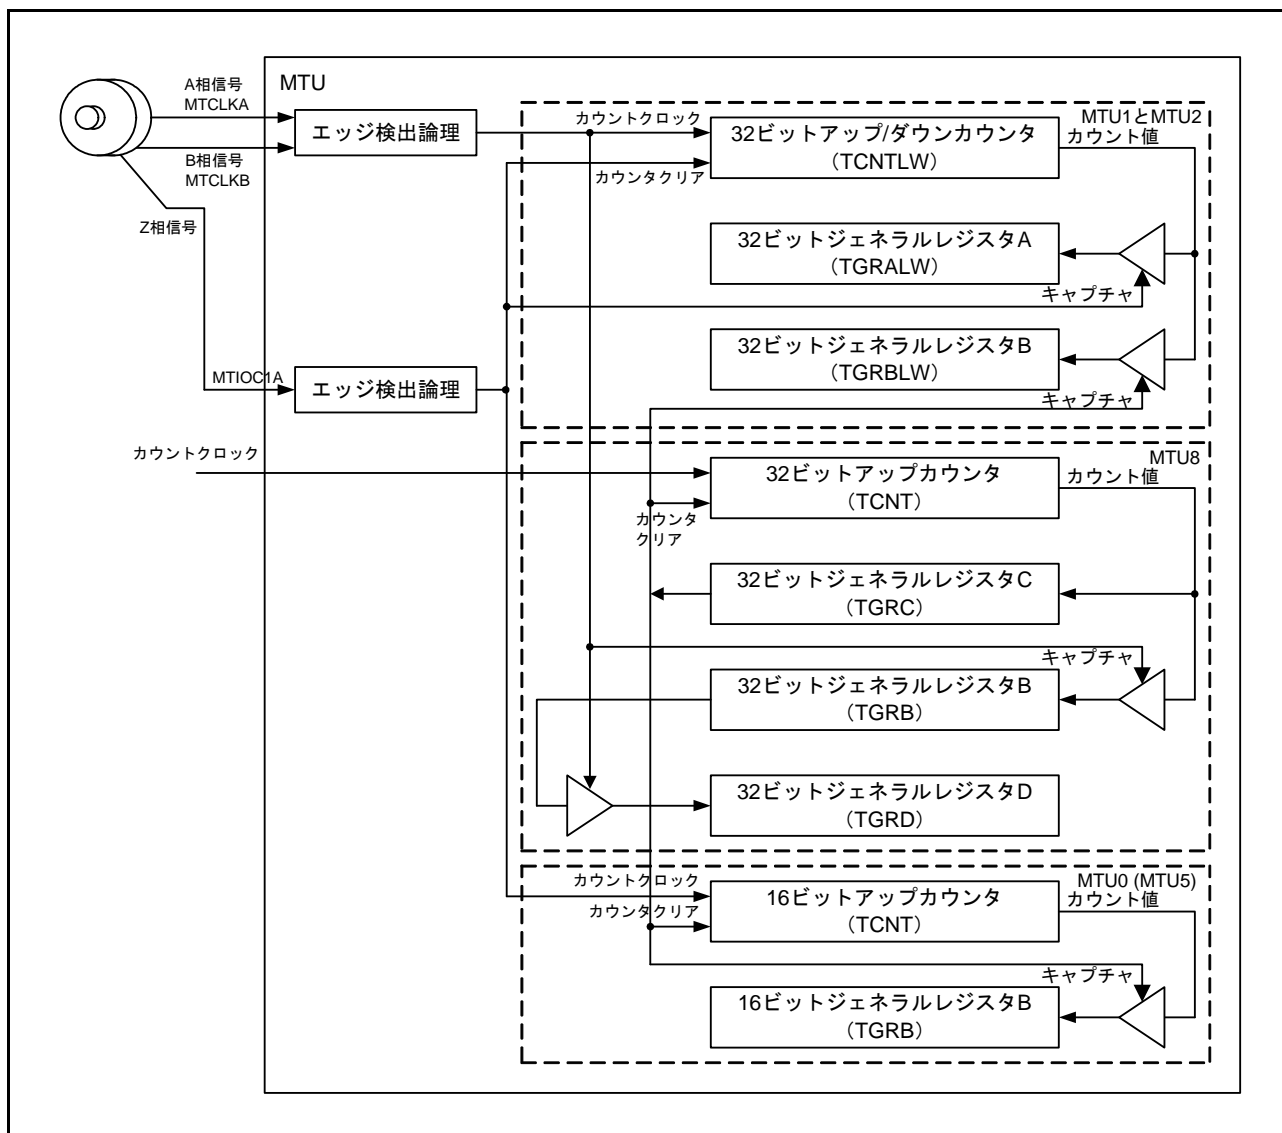 MTU
A相信号
MTCLKA
B相信号
MTCLKB
Z相信号
エッジ検出論理
カウントクロック
カウンタクリア
32ビットアップ/ダウンカウンタ
(TCNTLW)
MTU1とMTU2
カウント値
32ビットジェネラルレジスタA
(TGRALW)
キャプチャ
32ビットジェネラルレジスタB
(TGRBLW)
キャプチャ
MTIOC1A
エッジ検出論理
カウントクロック
MTU8
カウント値
32ビットアップカウンタ
(TCNT)
カウンタ
クリア
32ビットジェネラルレジスタC
(TGRC)
キャプチャ
32ビットジェネラルレジスタB
(TGRB)
32ビットジェネラルレジスタD
(TGRD)
カウントクロック
カウンタクリア
16ビットアップカウンタ
(TCNT)
MTU0 (MTU5)
カウント値
キャプチャ
16ビットジェネラルレジスタB
(TGRB)